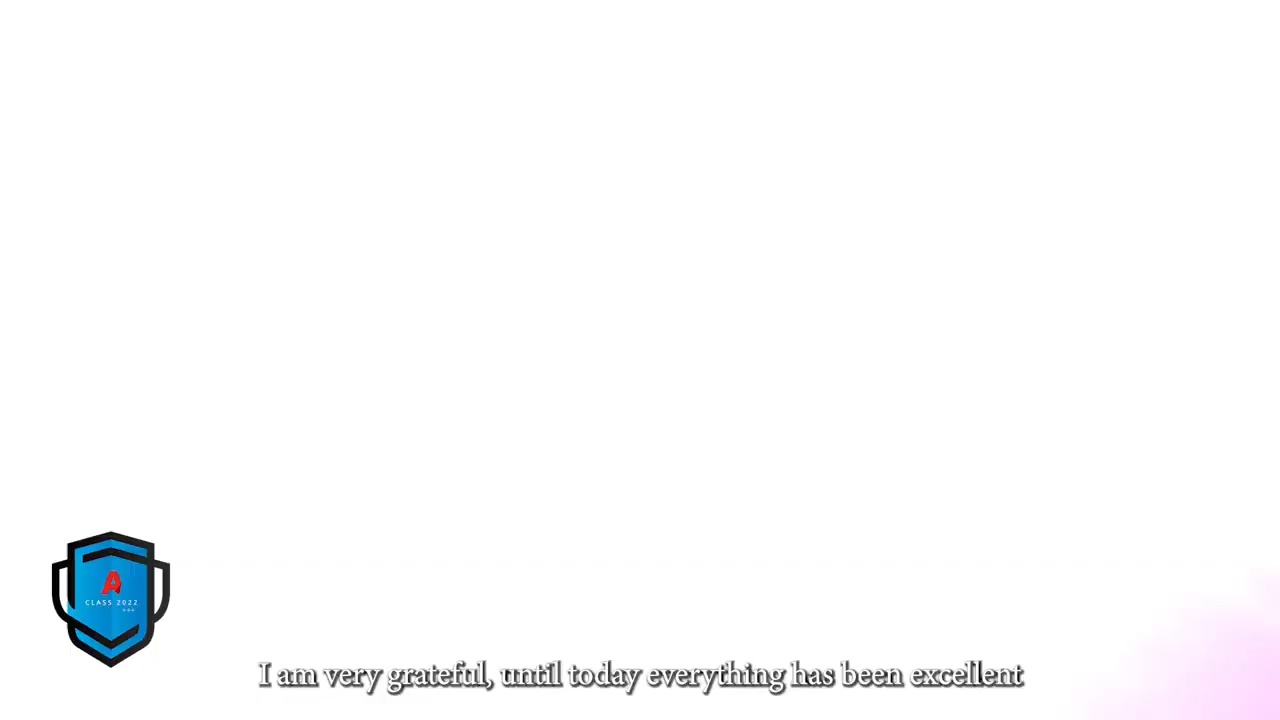 A
CLASS 2022
I am very grateful, until today everything has been excellent